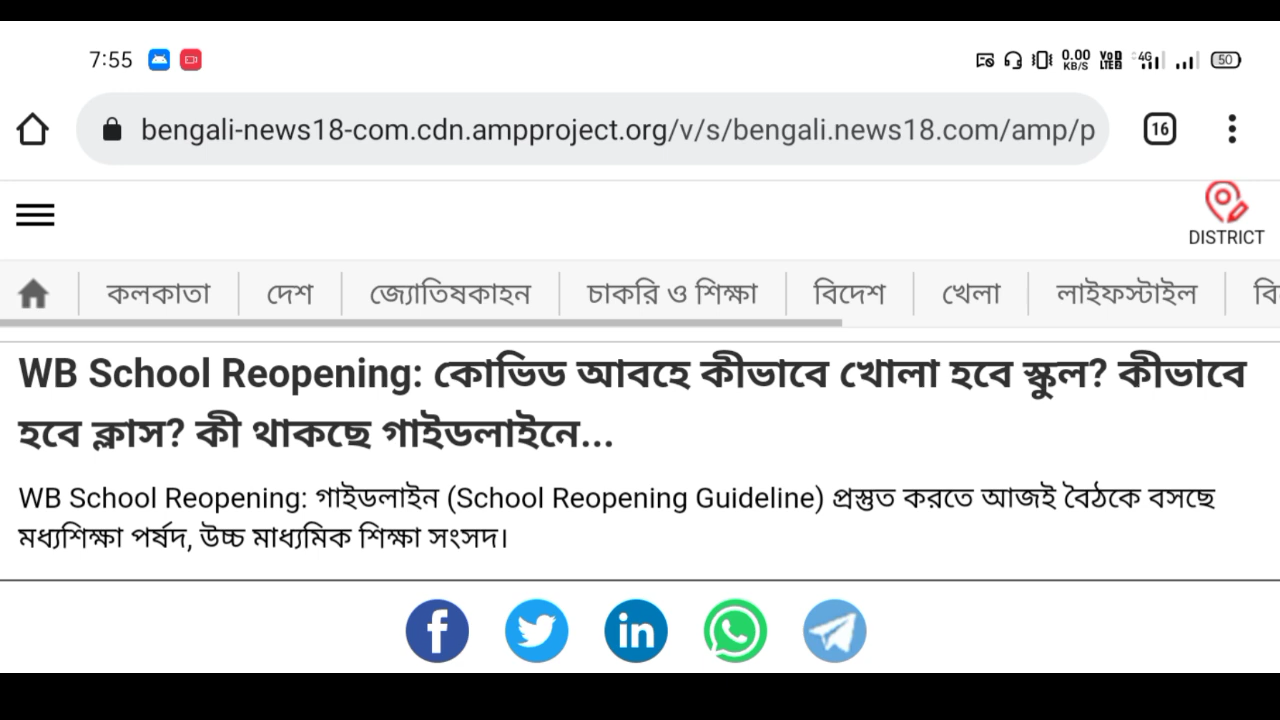 7:55 0.00 KB/S VoD LTE2 4G 50
bengali-news18-com.cdn.ampproject.org/v/s/bengali.news18.com/amp/p 16
DISTRICT
কলকাতা দেশ জ্যোতিষকাহন চাকরি ও শিক্ষা বিদেশ খেলা লাইফস্টাইল বি
WB School Reopening: কোভিড আবহে কীভাবে খোলা হবে স্কুল? কীভাবে
হবে ক্লাস? কী থাকছে গাইডলাইনে...
WB School Reopening: গাইডলাইন (School Reopening Guideline) প্রস্তুত করতে আজই বৈঠকে বসছে
মধ্যশিক্ষা পর্ষদ, উচ্চ মাধ্যমিক শিক্ষা সংসদ।